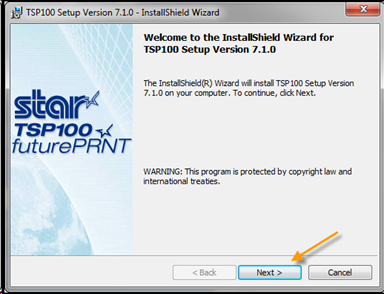 TSP100 Setup Version 7.1.0 - InstallShield Wizard
Welcome to the InstallShield Wizard for
TSP100 Setup Version 7.1.0
The InstallShield(R) Wizard will install TSP100 Setup Version
7.1.0 on your computer. To continue, click Next.
star
TSP100
futurePRNT
WARNING: This program is protected by copyright law and
international treaties.
< Back
Next >
Cancel